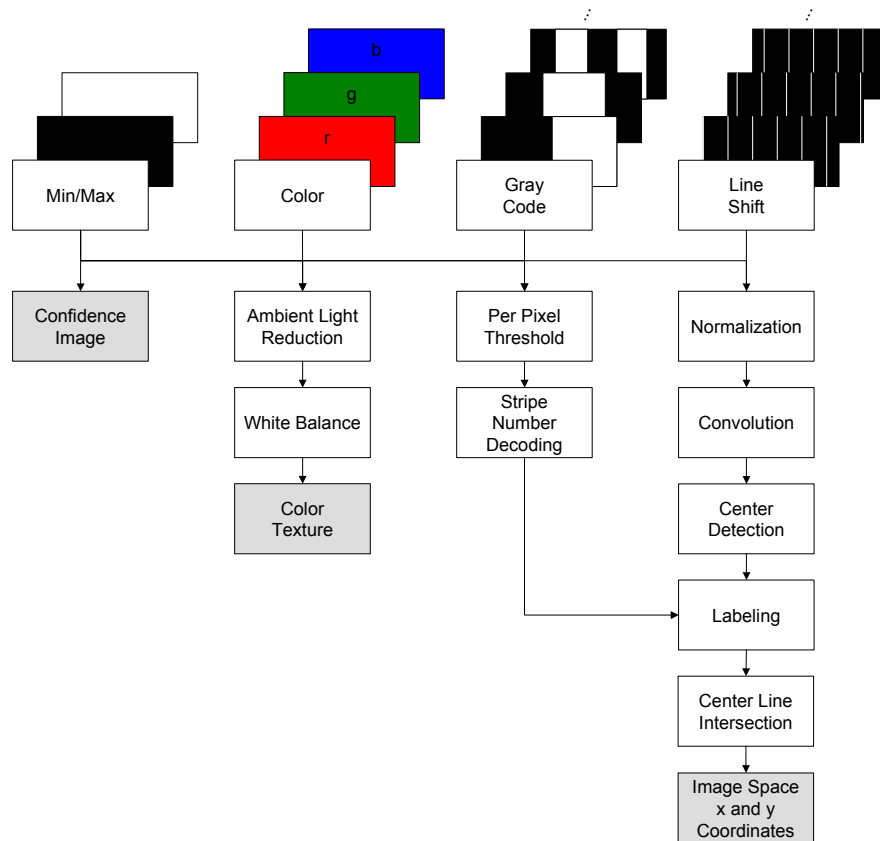 ⋮
⋮
b
g
r
Min/Max
Color
Gray
Code
Line
Shift
Confidence
Image
Ambient Light
Reduction
Per Pixel
Threshold
Normalization
White Balance
Stripe
Number
Decoding
Convolution
Color
Texture
Center
Detection
Labeling
Center Line
Intersection
Image Space
x and y
Coordinates